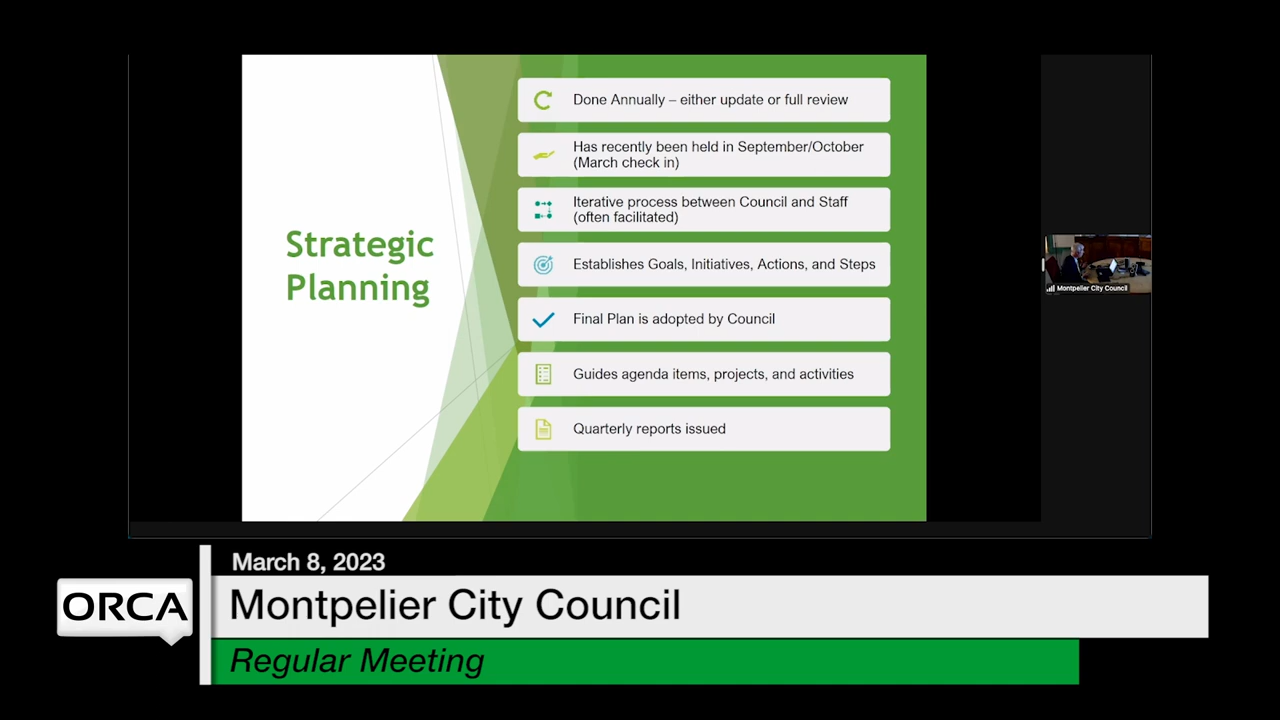 Strategic
Planning
Done Annually – either update or full review
Has recently been held in September/October
(March check in)
Iterative process between Council and Staff
(often facilitated)
Establishes Goals, Initiatives, Actions, and Steps
Final Plan is adopted by Council
Guides agenda items, projects, and activities
Quarterly reports issued
Montpelier City Council
March 8, 2023
ORCA
Montpelier City Council
Regular Meeting